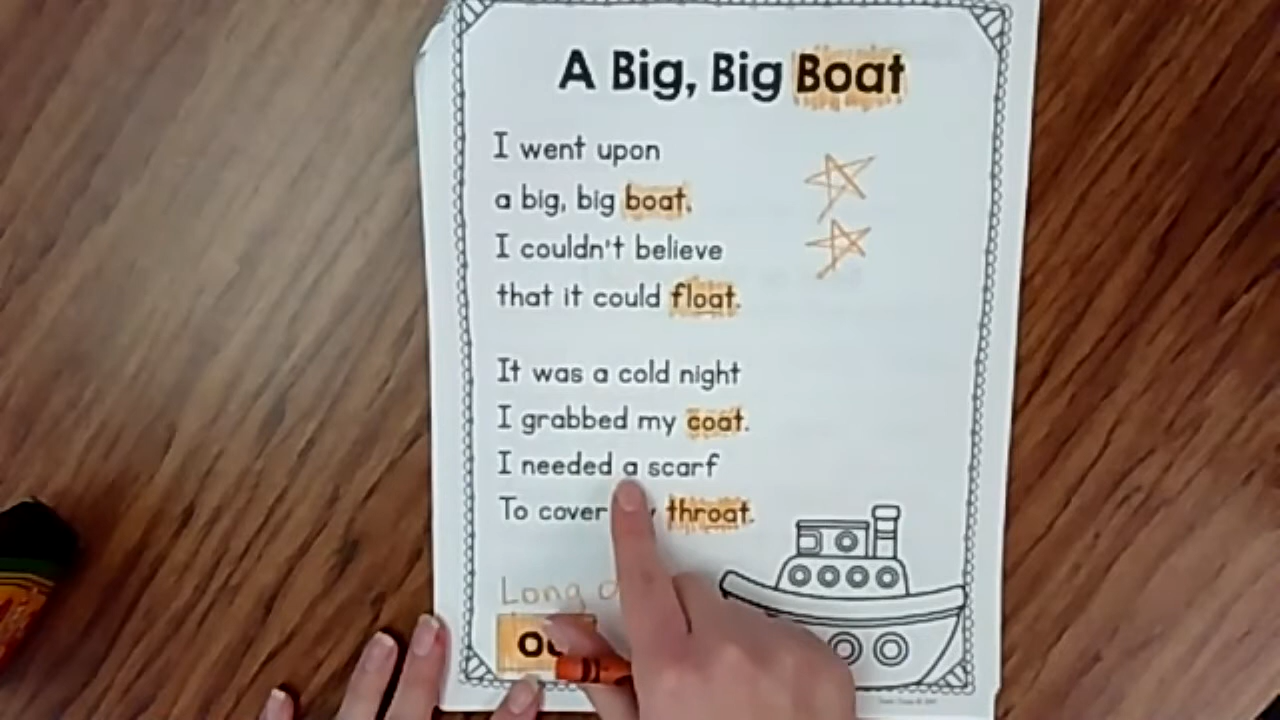 A Big, Big Boat
I went upon
a big, big boat.
I couldn't believe
that it could float.
It was a cold night
I grabbed my coat.
I needed a scarf
To cover throat.
Long